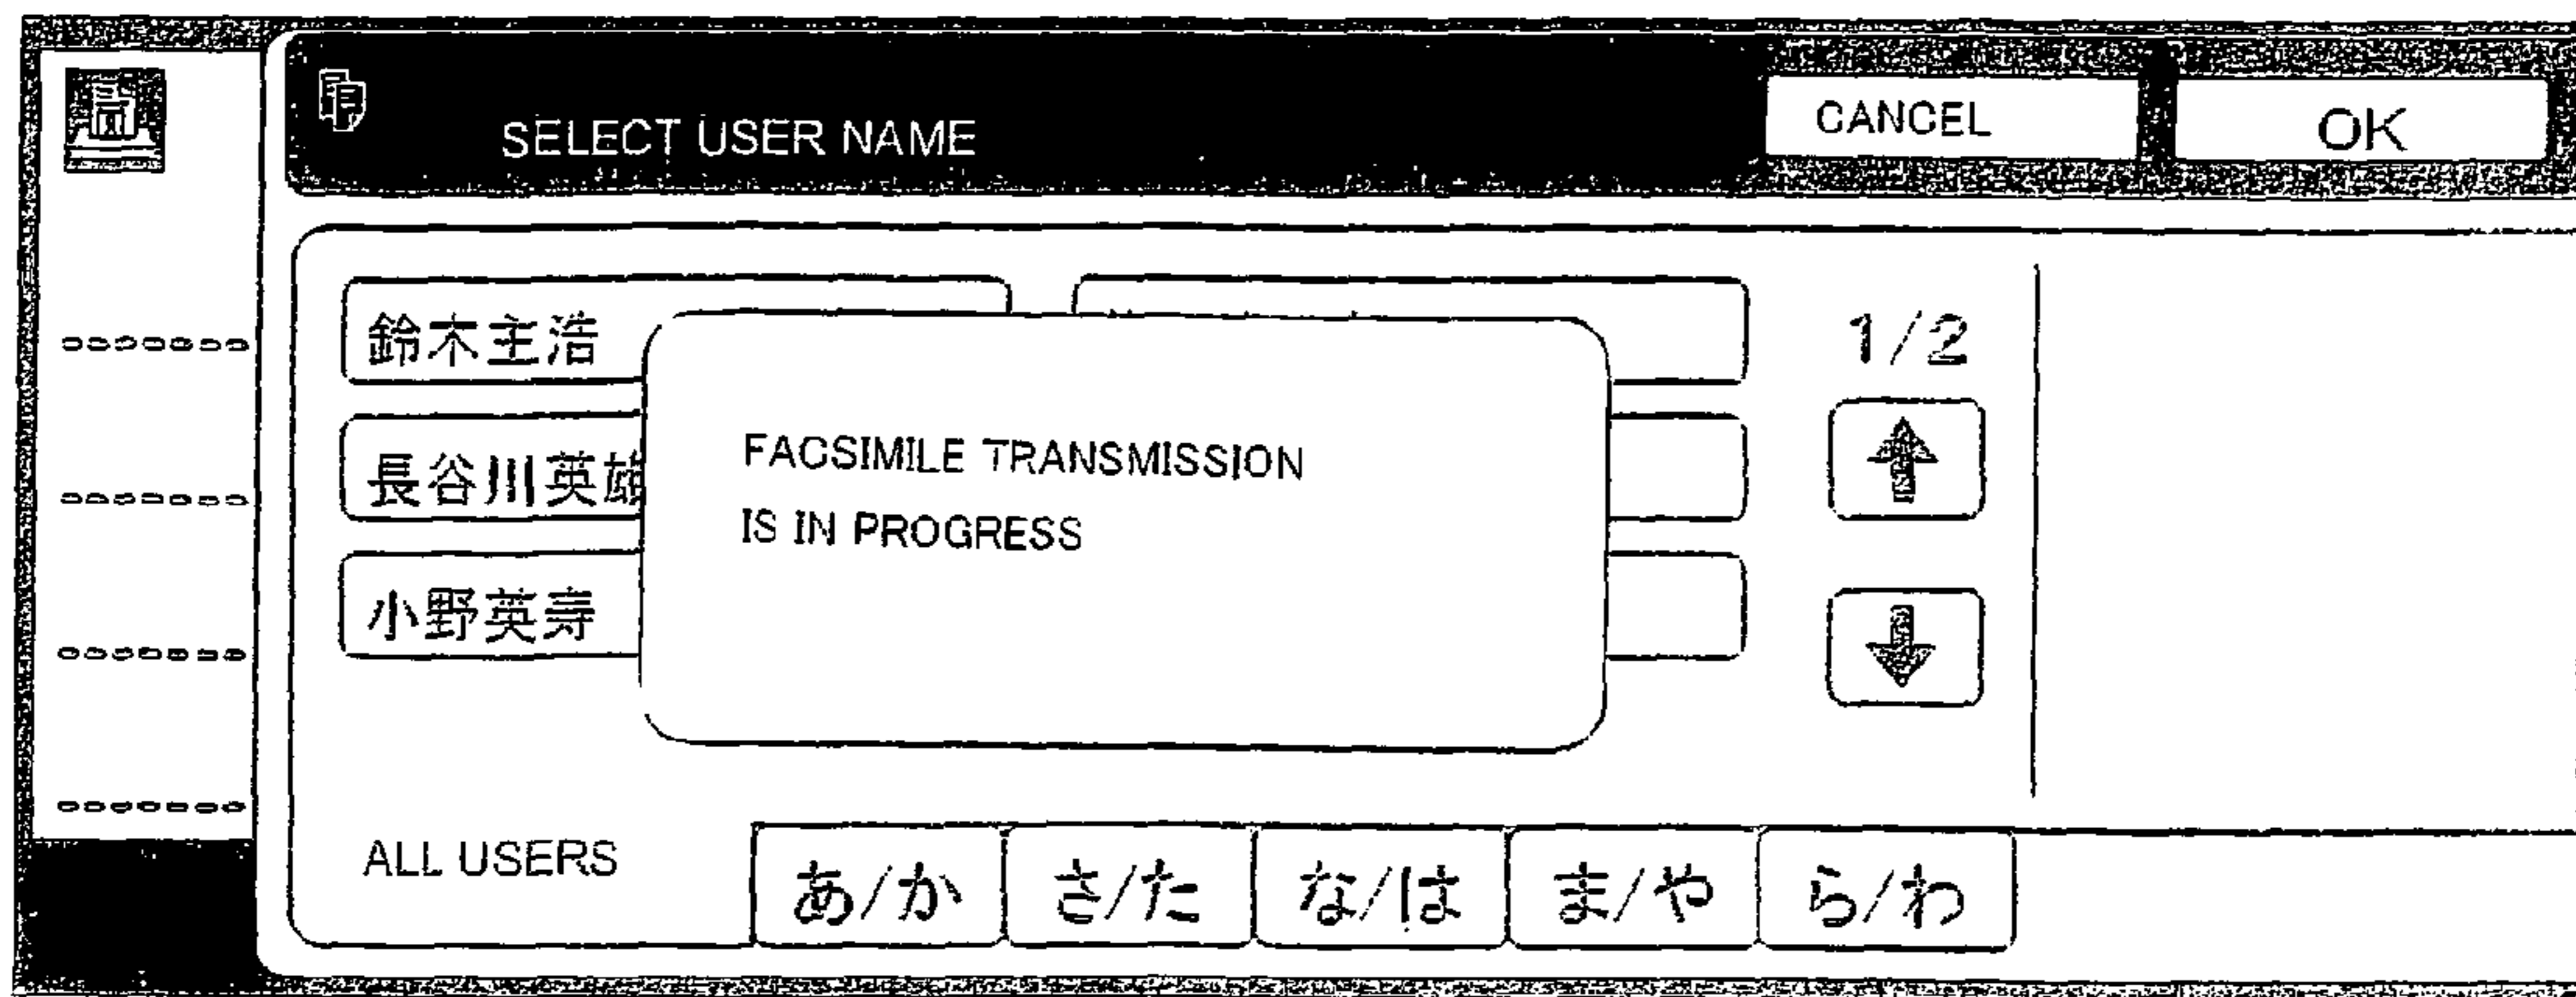 SELECT USER NAME
CANCEL
OK
鈴木主浩
1/2
長谷川英雄
FACSIMILE TRANSMISSION
IS IN PROGRESS
小野英寿
ALL USERS
あ/か
さ/た
な/は
ま/や
ら/わ